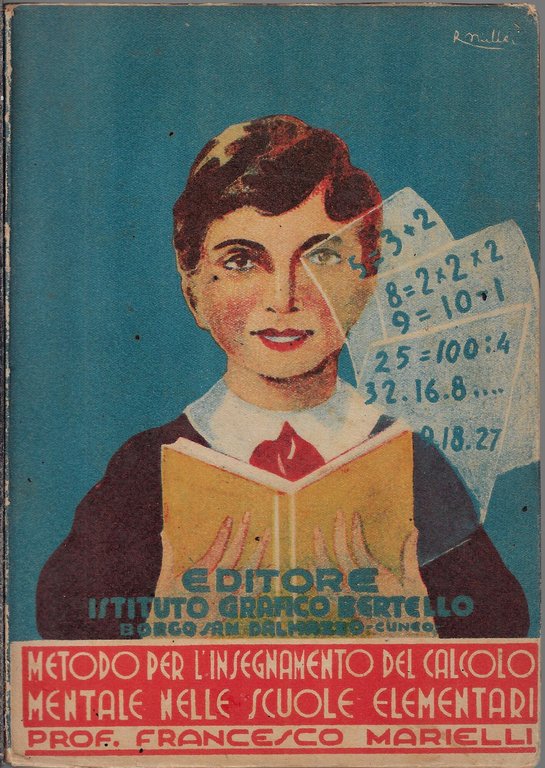 R Muller
5=3+2
8=2×2×2
9=10-1
25=100:4
32.16.8....
9.18.27
EDITORE
ISTITUTO GRAFICO BERTELLO
BORGO SAN DALMAZZO-CUNEO
METODO PER L'INSEGNAMENTO DEL CALCOLO
MENTALE NELLE SCUOLE ELEMENTARI
PROF. FRANCESCO MARIELLI